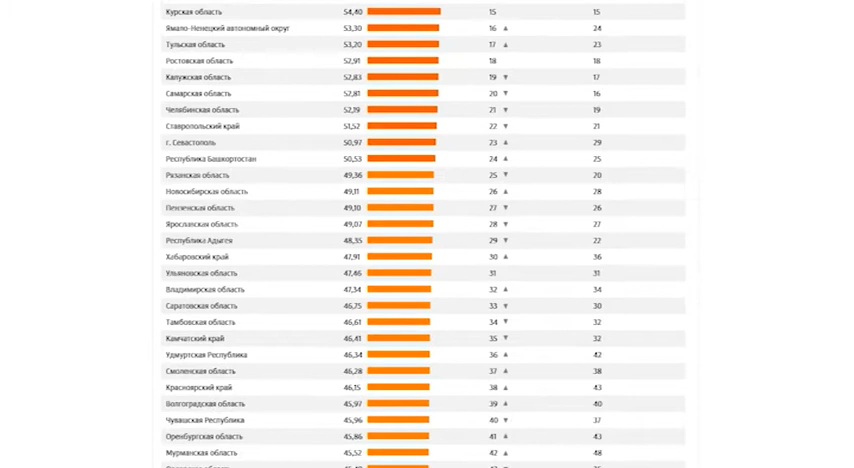 Курская область 54,40 15 15
Ямало-Ненецкий автономный округ 53,30 16 ▲ 24
Тульская область 53,20 17 ▲ 23
Ростовская область 52,91 18 18
Калужская область 52,83 19 ▼ 17
Самарская область 52,81 20 ▼ 16
Челябинская область 52,19 21 ▼ 19
Ставропольский край 51,52 22 ▼ 21
г. Севастополь 50,97 23 ▲ 29
Республика Башкортостан 50,53 24 ▲ 25
Рязанская область 49,36 25 ▼ 20
Новосибирская область 49,11 26 ▲ 28
Пензенская область 49,10 27 ▼ 26
Ярославская область 49,07 28 ▼ 27
Республика Адыгея 48,35 29 ▼ 22
Хабаровский край 47,91 30 ▲ 36
Ульяновская область 47,46 31 31
Владимирская область 47,34 32 ▲ 34
Саратовская область 46,75 33 ▼ 30
Тамбовская область 46,61 34 ▼ 32
Камчатский край 46,41 35 ▼ 32
Удмуртская Республика 46,34 36 ▲ 42
Смоленская область 46,28 37 ▲ 38
Красноярский край 46,15 38 ▲ 43
Волгоградская область 45,97 39 ▲ 40
Чувашская Республика 45,96 40 ▼ 37
Оренбургская область 45,86 41 ▲ 43
Мурманская область 45,52 42 ▲ 48